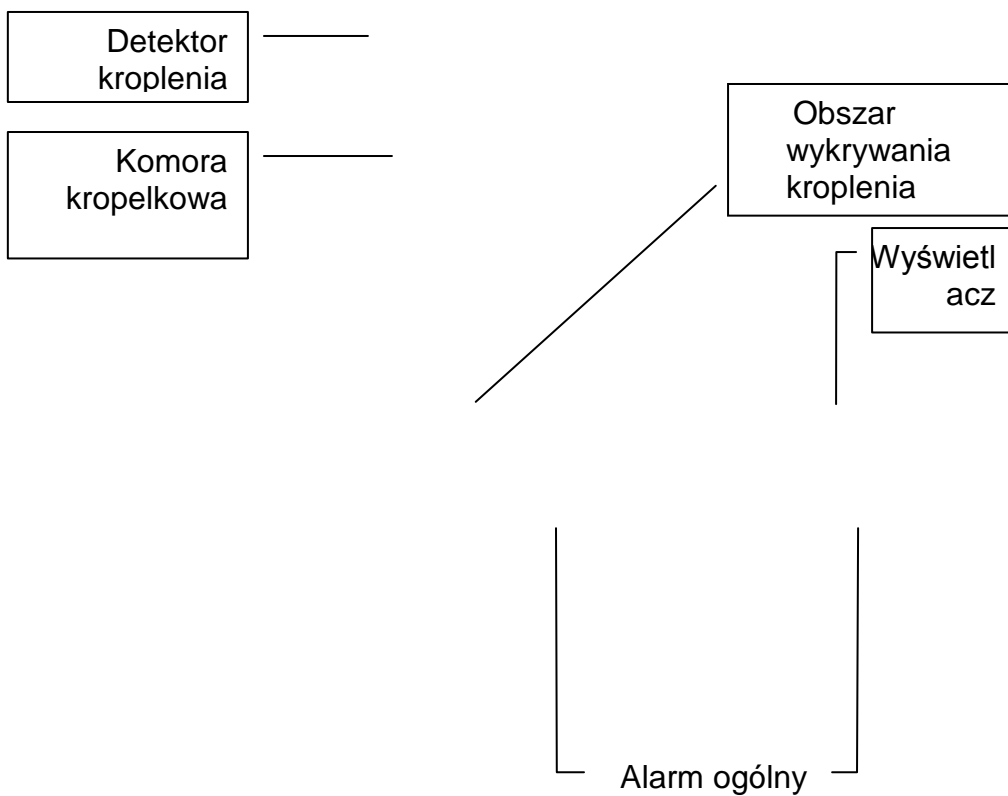 Detektor
kroplenia
Komora
kropelkowa
Obszar
wykrywania
kroplenia
Wyświetl
acz
Alarm ogólny